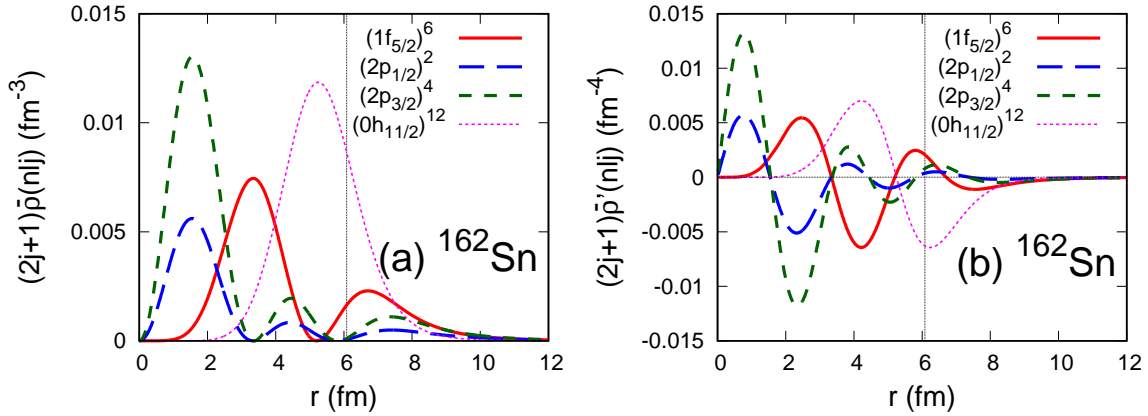 (2j+1)ρ̄(nlj) (fm⁻³)
0.015
0.01
0.005
0
0 2 4 6 8 10 12
r (fm)
(1f₅/₂)⁶
(2p₁/₂)²
(2p₃/₂)⁴
(0h₁₁/₂)¹²
(a) ¹⁶²Sn
(2j+1)ρ̄'(nlj) (fm⁻⁴)
0.015
0.01
0.005
0
-0.005
-0.01
-0.015
0 2 4 6 8 10 12
r (fm)
(1f₅/₂)⁶
(2p₁/₂)²
(2p₃/₂)⁴
(0h₁₁/₂)¹²
(b) ¹⁶²Sn